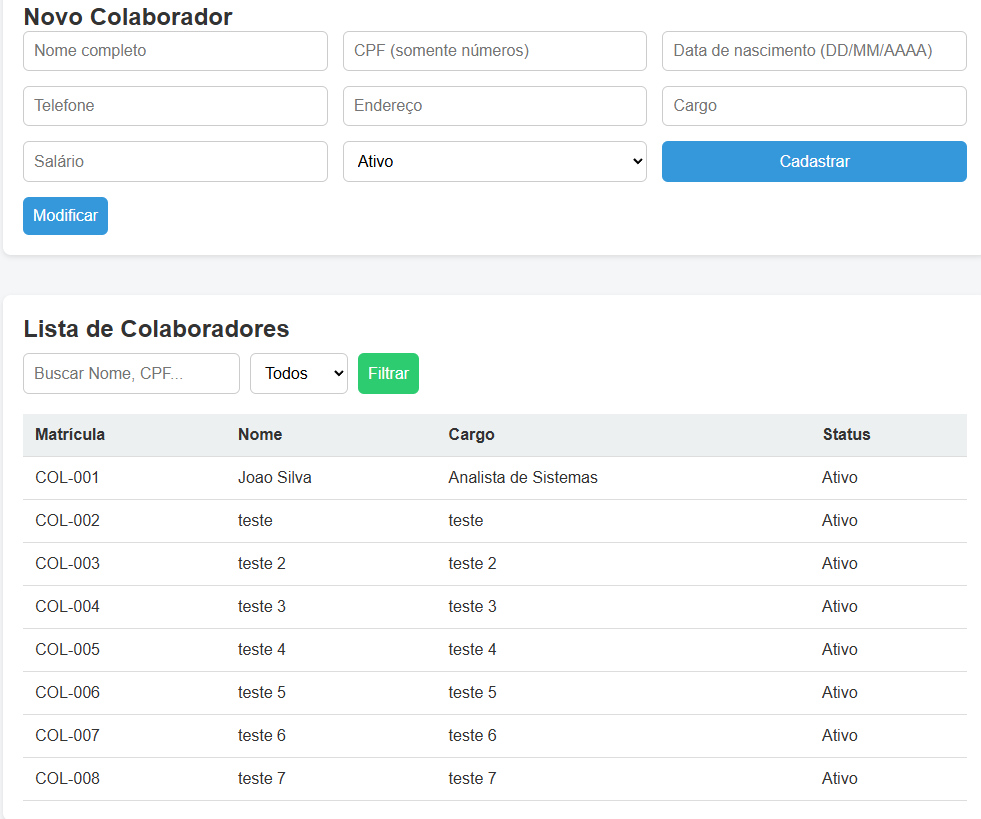 Novo Colaborador
Nome completo CPF (somente números) Data de nascimento (DD/MM/AAAA)
Telefone Endereço Cargo
Salário Ativo Cadastrar
Modificar
Lista de Colaboradores
Buscar Nome, CPF... Todos Filtrar
Matrícula Nome Cargo Status
COL-001 Joao Silva Analista de Sistemas Ativo
COL-002 teste teste Ativo
COL-003 teste 2 teste 2 Ativo
COL-004 teste 3 teste 3 Ativo
COL-005 teste 4 teste 4 Ativo
COL-006 teste 5 teste 5 Ativo
COL-007 teste 6 teste 6 Ativo
COL-008 teste 7 teste 7 Ativo